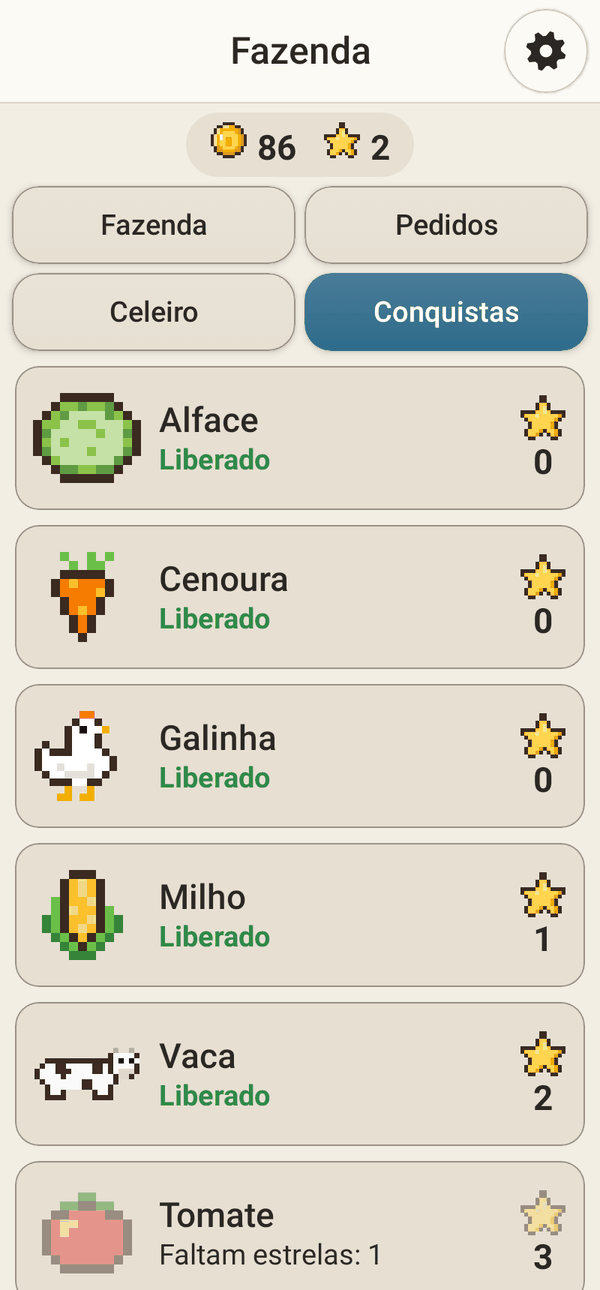 Fazenda
86 2
Fazenda Pedidos
Celeiro Conquistas
Alface
Liberado
0
Cenoura
Liberado
0
Galinha
Liberado
0
Milho
Liberado
1
Vaca
Liberado
2
Tomate
Faltam estrelas: 1
3